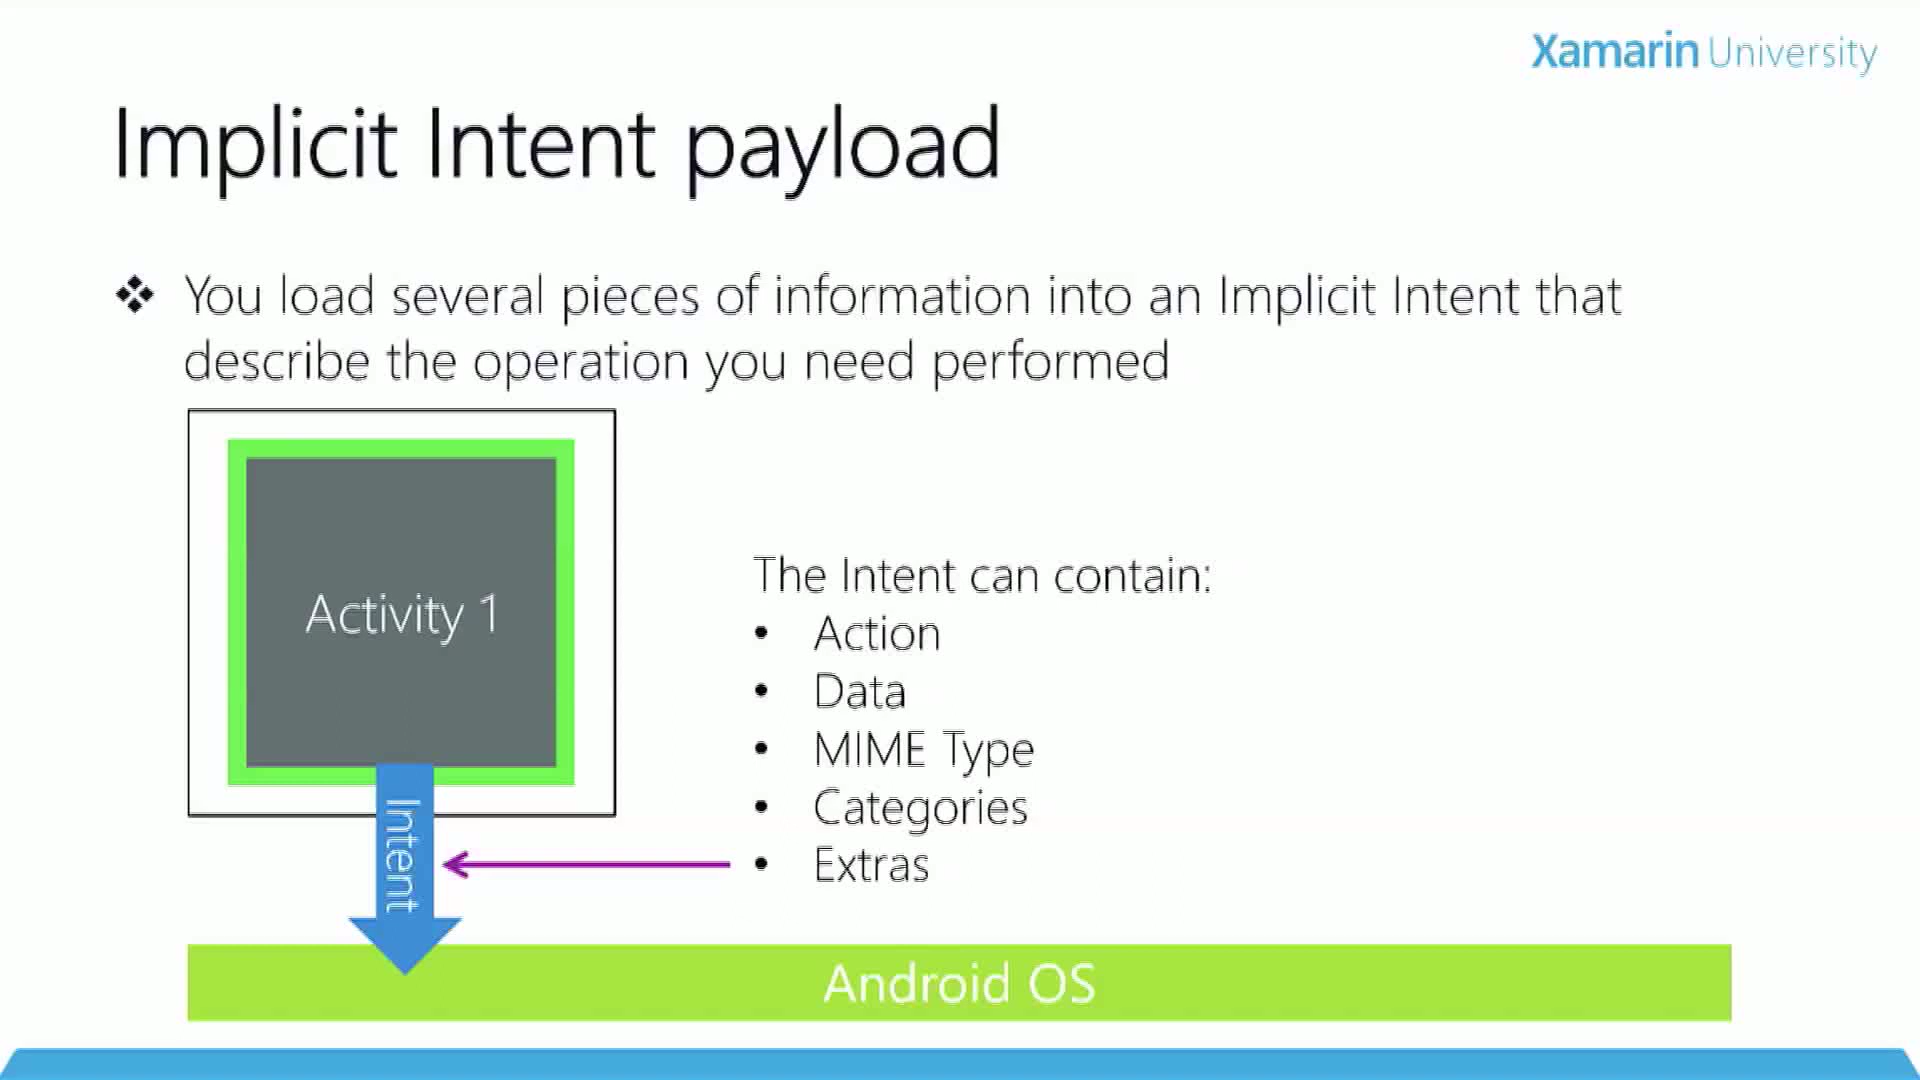 Xamarin University
Implicit Intent payload
❖ You load several pieces of information into an Implicit Intent that
describe the operation you need performed
Activity 1
The Intent can contain:
• Action
• Data
• MIME Type
• Categories
• Extras
Intent
Android OS